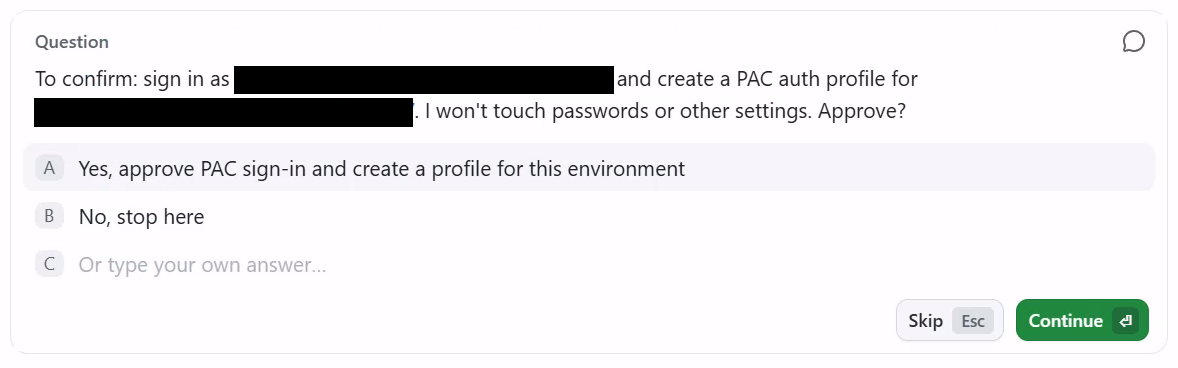 Question
To confirm: sign in as and create a PAC auth profile for
. I won't touch passwords or other settings. Approve?
A Yes, approve PAC sign-in and create a profile for this environment
B No, stop here
C Or type your own answer...
Skip Esc Continue